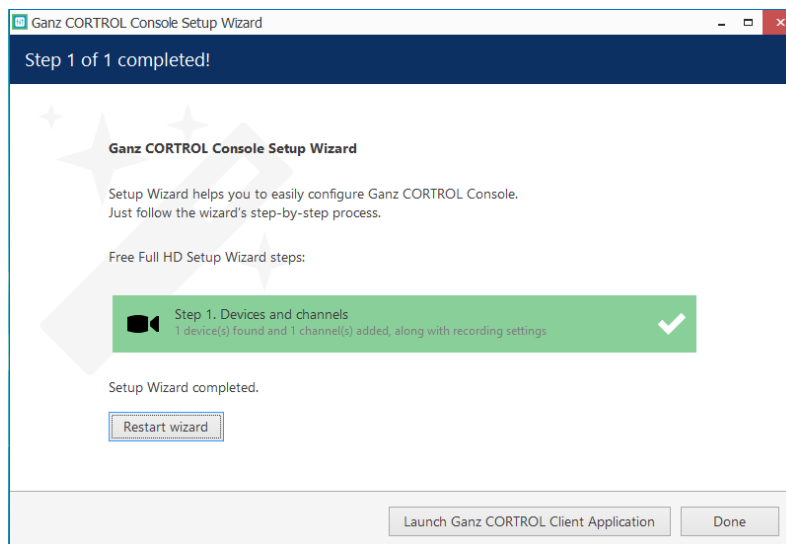 Ganz CORTROL Console Setup Wizard
Step 1 of 1 completed!
Ganz CORTROL Console Setup Wizard
Setup Wizard helps you to easily configure Ganz CORTROL Console.
Just follow the wizard's step-by-step process.
Free Full HD Setup Wizard steps:
Step 1. Devices and channels
1 device(s) found and 1 channel(s) added, along with recording settings
Setup Wizard completed.
Restart wizard
Launch Ganz CORTROL Client Application
Done